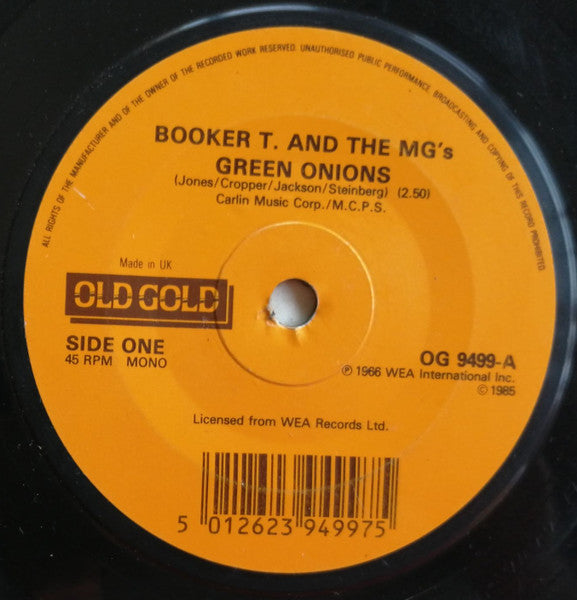 ALL RIGHTS OF THE MANUFACTURER AND OF THE OWNER OF THE RECORDED WORK RESERVED. UNAUTHORISED PUBLIC PERFORMANCE, BROADCASTING AND COPYING OF THIS RECORD PROHIBITED.
BOOKER T. AND THE MG's
GREEN ONIONS
(Jones/Cropper/Jackson/Steinberg) (2.50)
Carlin Music Corp./M.C.P.S.
Made in UK
OLD GOLD
SIDE ONE
45 RPM MONO
OG 9499-A
℗ 1966 WEA International Inc.
© 1985
Licensed from WEA Records Ltd.
5 012623 949975